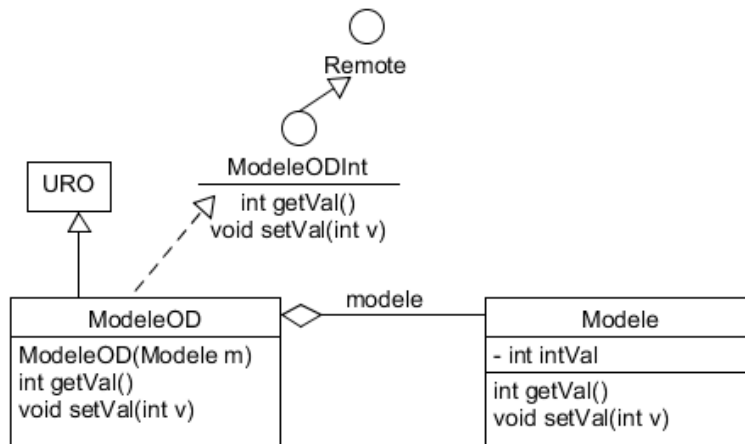 Remote
ModeleODInt
int getVal()
void setVal(int v)
URO
ModeleOD
ModeleOD(Modele m)
int getVal()
void setVal(int v)
modele
Modele
- int intVal
int getVal()
void setVal(int v)